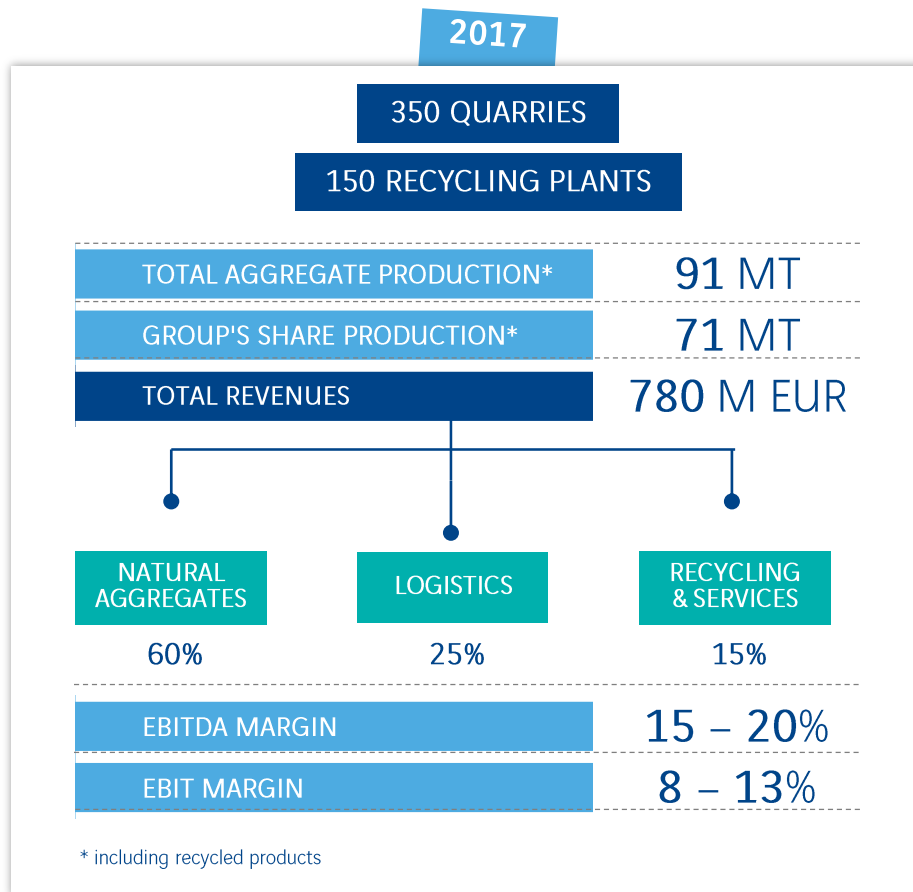 2017
350 QUARRIES
150 RECYCLING PLANTS
TOTAL AGGREGATE PRODUCTION* 91 MT
GROUP'S SHARE PRODUCTION* 71 MT
TOTAL REVENUES 780 M EUR
NATURAL
AGGREGATES
60%
LOGISTICS
25%
RECYCLING
& SERVICES
15%
EBITDA MARGIN 15 – 20%
EBIT MARGIN 8 – 13%
* including recycled products